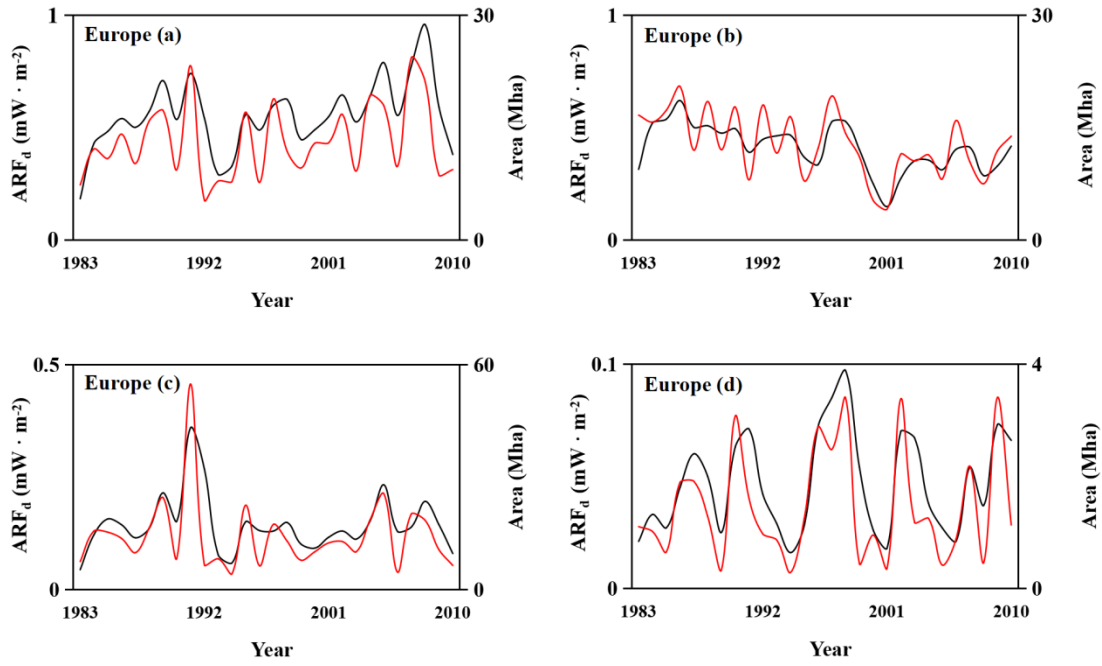 1
Europe (a)
ARFd (mW · m-2)
0
30
Area (Mha)
0
1983
1992
2001
2010
Year
1
Europe (b)
ARFd (mW · m-2)
0
30
Area (Mha)
0
1983
1992
2001
2010
Year
0.5
Europe (c)
ARFd (mW · m-2)
0
60
Area (Mha)
0
1983
1992
2001
2010
Year
0.1
Europe (d)
ARFd (mW · m-2)
0
4
Area (Mha)
0
1983
1992
2001
2010
Year